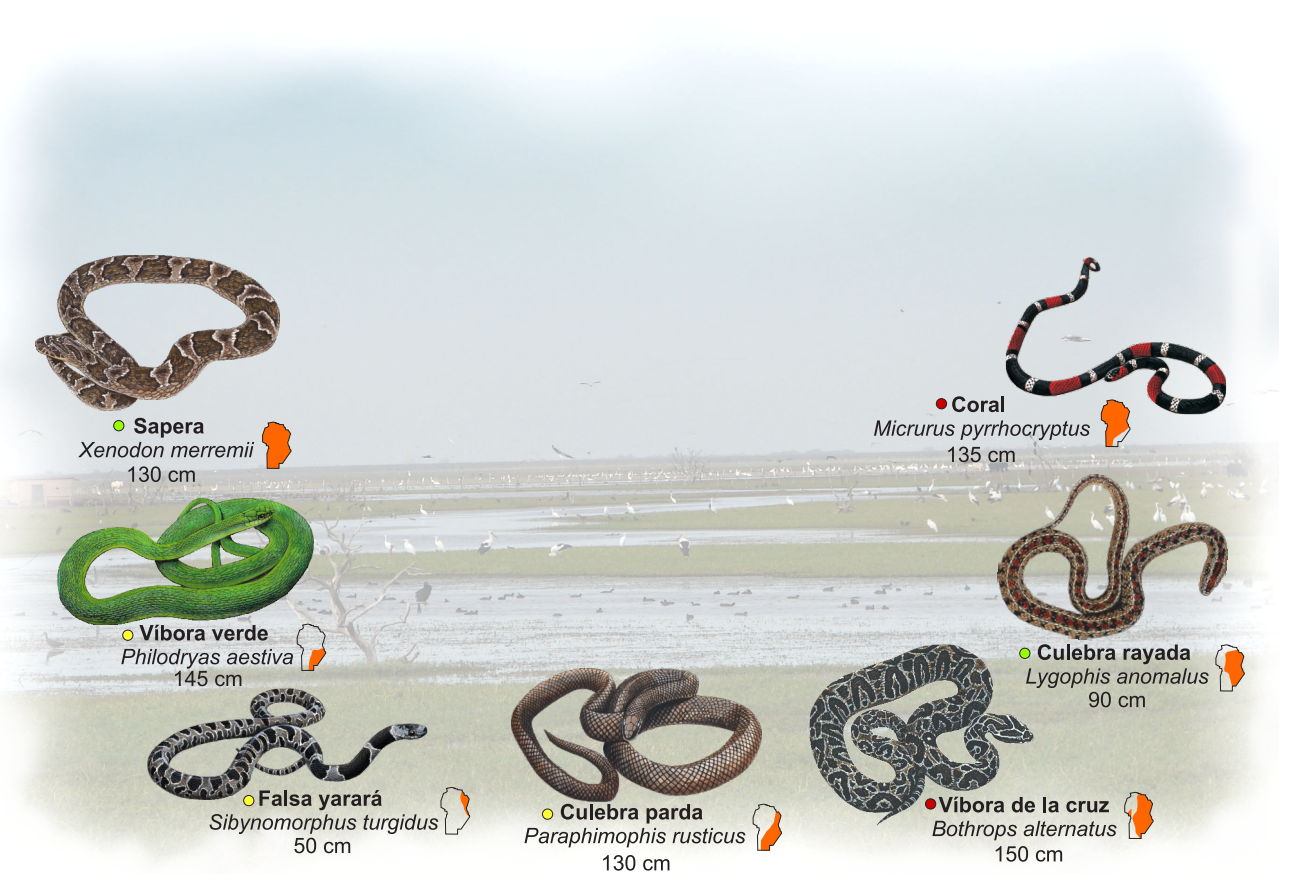 Sapera
Xenodon merremii
130 cm
Coral
Micrurus pyrrhocryptus
135 cm
Víbora verde
Philodryas aestiva
145 cm
Culebra rayada
Lygophis anomalus
90 cm
Falsa yarará
Sibynomorphus turgidus
50 cm
Culebra parda
Paraphimophis rusticus
130 cm
Víbora de la cruz
Bothrops alternatus
150 cm